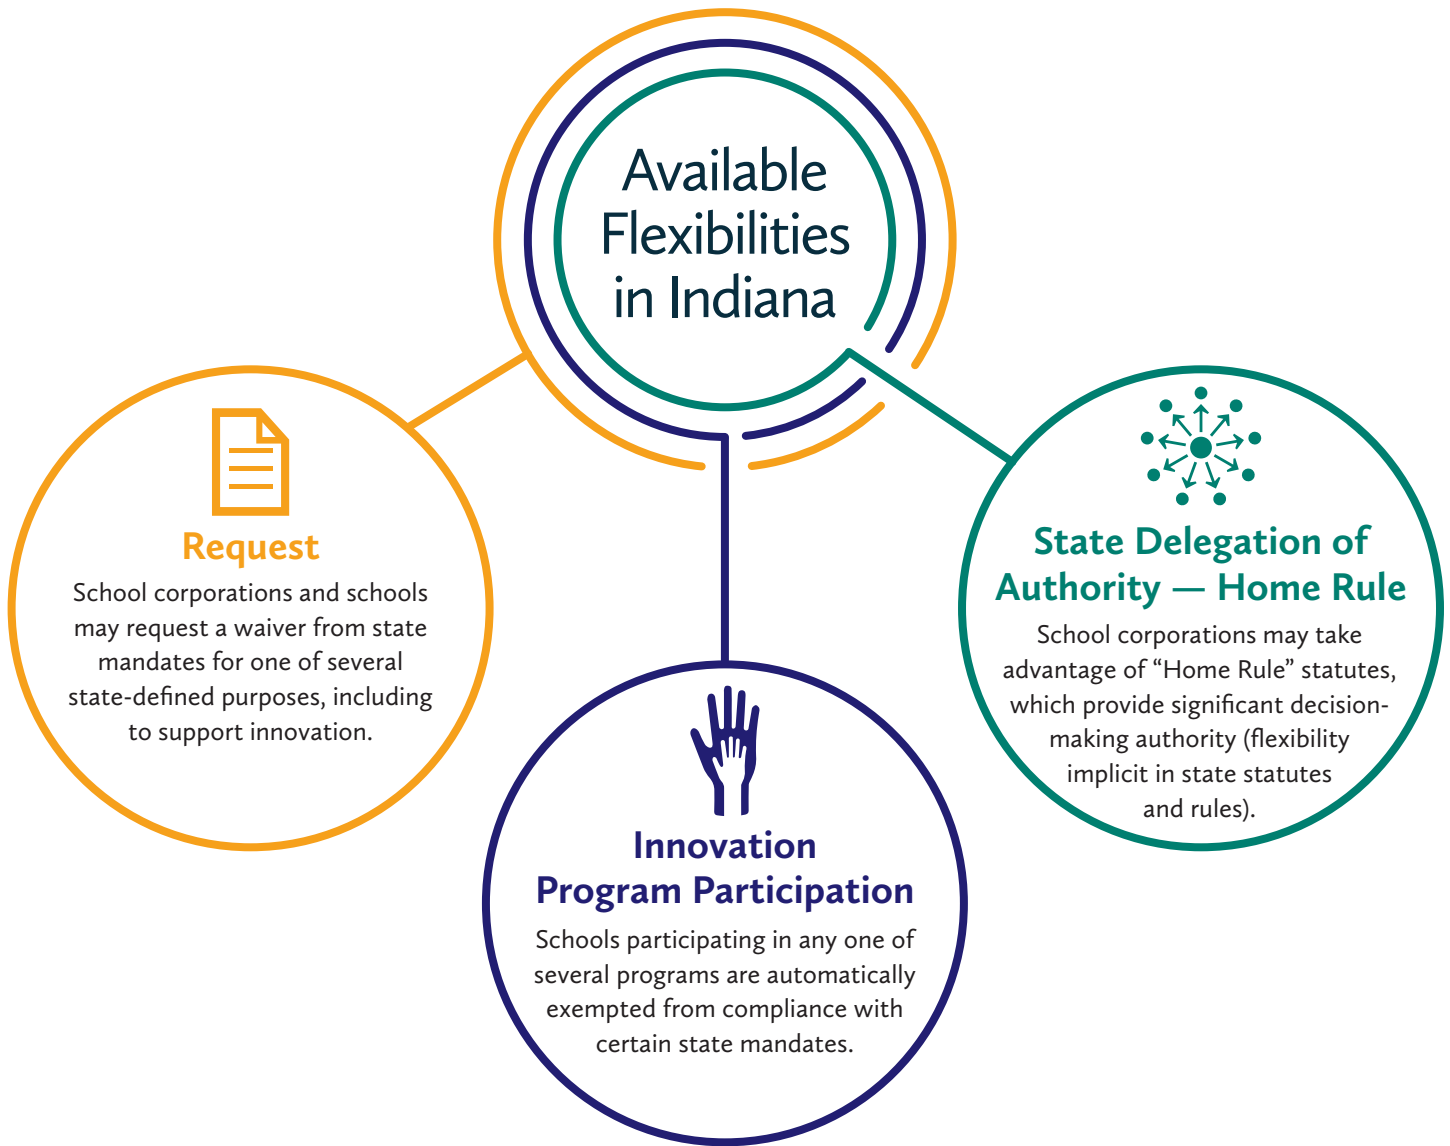 Available
Flexibilities
in Indiana
Request
School corporations and schools
may request a waiver from state
mandates for one of several
state-defined purposes, including
to support innovation.
Innovation
Program Participation
Schools participating in any one of
several programs are automatically
exempted from compliance with
certain state mandates.
State Delegation of
Authority — Home Rule
School corporations may take
advantage of “Home Rule” statutes,
which provide significant decision-
making authority (flexibility
implicit in state statutes
and rules).